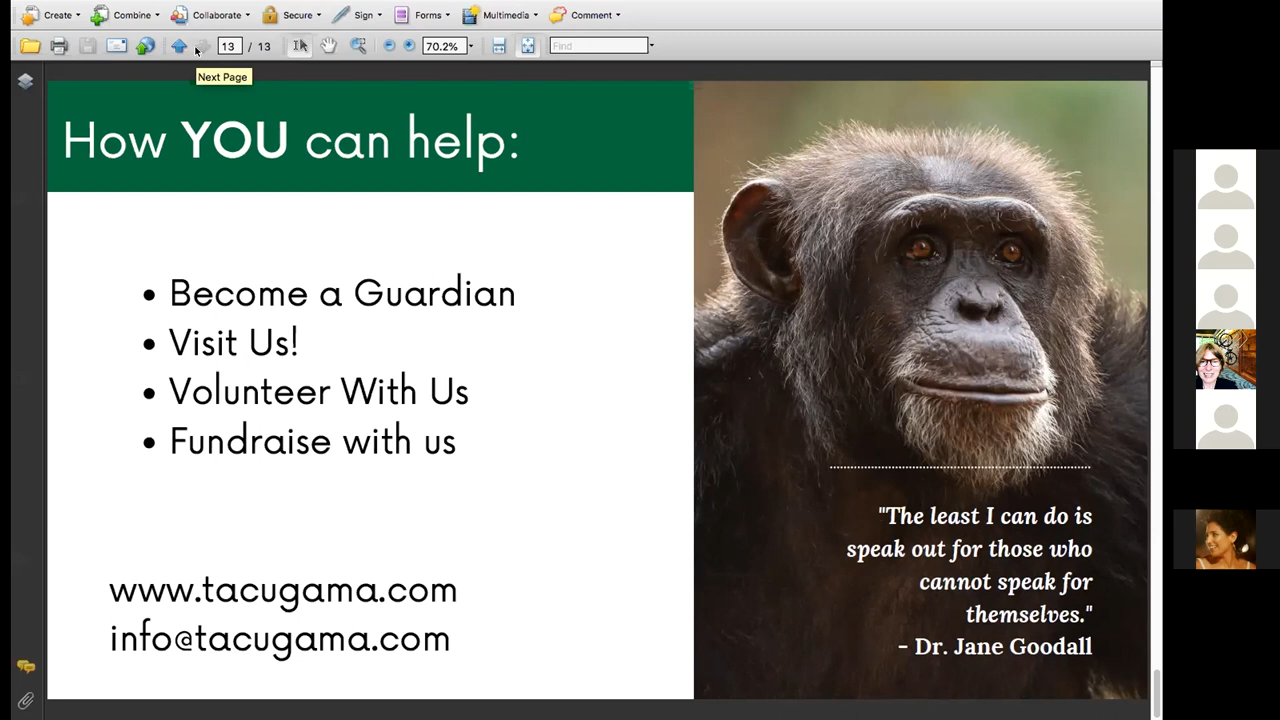 Create Combine Collaborate Secure Sign Forms Multimedia Comment
13 / 13 70.2% Find
Next Page
How YOU can help:
• Become a Guardian
• Visit Us!
• Volunteer With Us
• Fundraise with us
www.tacugama.com
info@tacugama.com
"The least I can do is
speak out for those who
cannot speak for
themselves."
- Dr. Jane Goodall